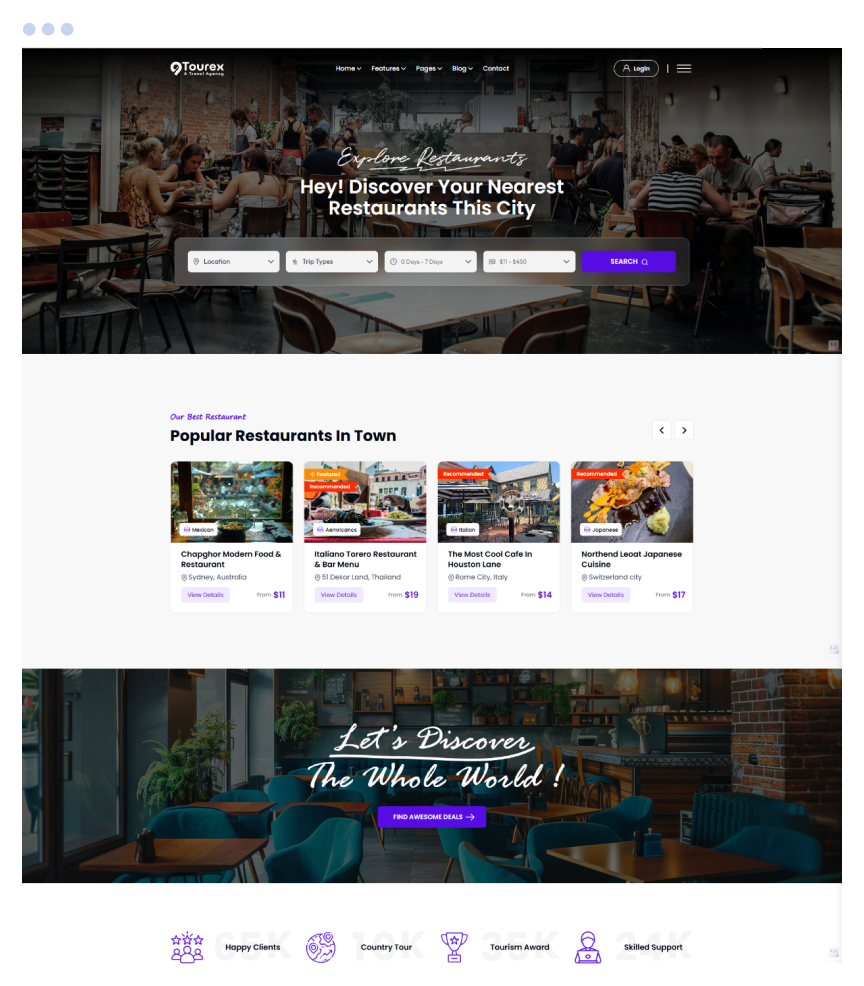 Tourex
A Travel Agency
Home Features Pages Blog Contact
Login
Explore Restaurants
Hey! Discover Your Nearest
Restaurants This City
Location
Trip Types
0 Days - 7 Days
$11 - $450
SEARCH
Our Best Restaurant
Popular Restaurants In Town
Mexican
Chapghor Modern Food &
Restaurant
Sydney, Australia
View Details From $11
Featured
Recommended
Aemricanos
Italiano Torero Restaurant
& Bar Menu
51 Dekor Land, Thailand
View Details From $19
Recommended
Italian
The Most Cool Cafe In
Houston Lane
Rome City, Italy
View Details From $14
Recommended
Japanese
Northend Leoat Japanese
Cuisine
Switzerland city
View Details From $17
Let's Discover
The Whole World !
FIND AWESOME DEALS
65K
Happy Clients
10K
Country Tour
35K
Tourism Award
24K
Skilled Support